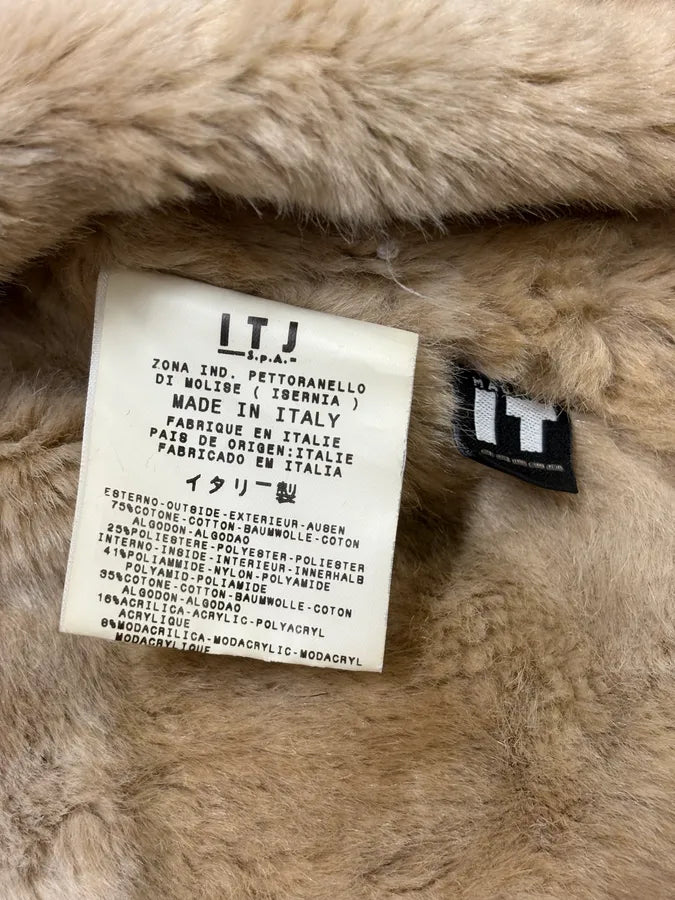 ITJ
S.p.A.
ZONA IND. PETTORANELLO
DI MOLISE ( ISERNIA )
MADE IN ITALY
FABRIQUE EN ITALIE
PAIS DE ORIGEN:ITALIE
FABRICADO EM ITALIA
イタリー製
ESTERNO-OUTSIDE-EXTERIEUR-AUSEN
75%COTONE-COTTON-BAUMWOLLE-COTON
ALGODON-ALGODAO
25%POLIESTERE-POLYESTER-POLIESTER
INTERNO-INSIDE-INTERIEUR-INNERHALB
41%POLIAMMIDE-NYLON-POLYAMIDE
POLYAMID-POLIAMIDE
35%COTONE-COTTON-BAUMWOLLE-COTON
ALGODON-ALGODAO
16%ACRILICA-ACRYLIC-POLYACRYL
ACRYLIQUE
8%MODACRILICA-MODACRYLIC-MODACRYL
MODACRYLIQUE
IT